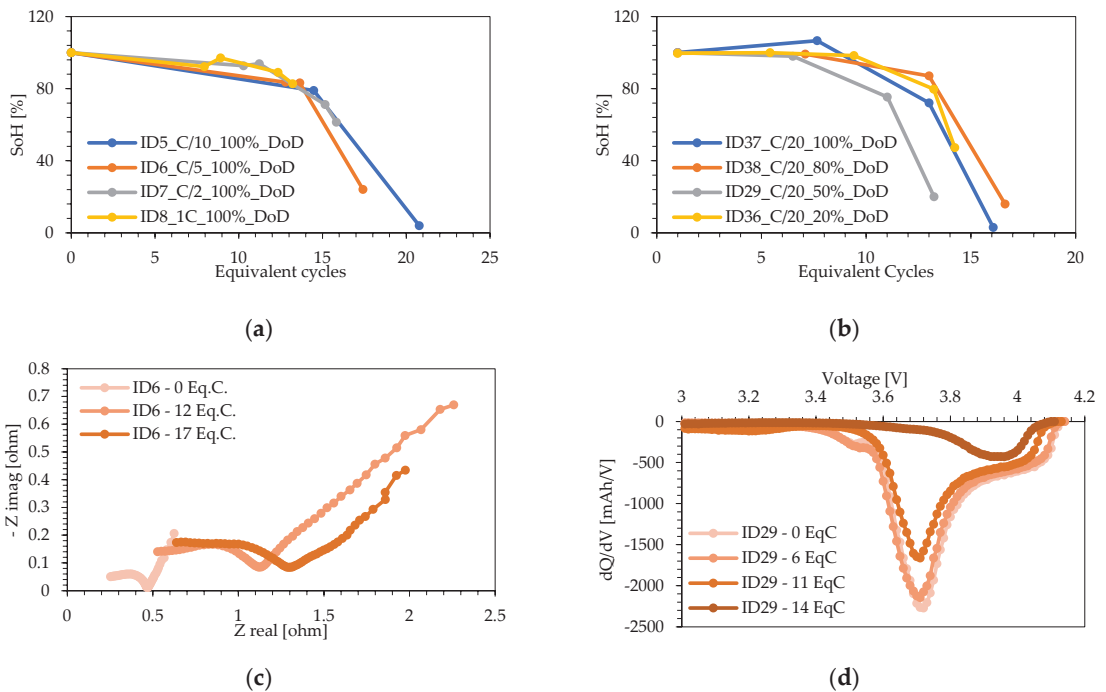 120
80
40
0
SoH [%]
ID5_C/10_100%_DoD
ID6_C/5_100%_DoD
ID7_C/2_100%_DoD
ID8_1C_100%_DoD
0 5 10 15 20 25
Equivalent cycles
(a)
120
80
40
0
SoH [%]
ID37_C/20_100%_DoD
ID38_C/20_80%_DoD
ID29_C/20_50%_DoD
ID36_C/20_20%_DoD
0 5 10 15 20
Equivalent Cycles
(b)
0.8
0.7
0.6
0.5
0.4
0.3
0.2
0.1
0
- Z imag [ohm]
ID6 - 0 Eq.C.
ID6 - 12 Eq.C.
ID6 - 17 Eq.C.
0 0.5 1 1.5 2 2.5
Z real [ohm]
(c)
Voltage [V]
3 3.2 3.4 3.6 3.8 4 4.2
0
-500
-1000
-1500
-2000
-2500
dQ/dV [mAh/V]
ID29 - 0 EqC
ID29 - 6 EqC
ID29 - 11 EqC
ID29 - 14 EqC
(d)